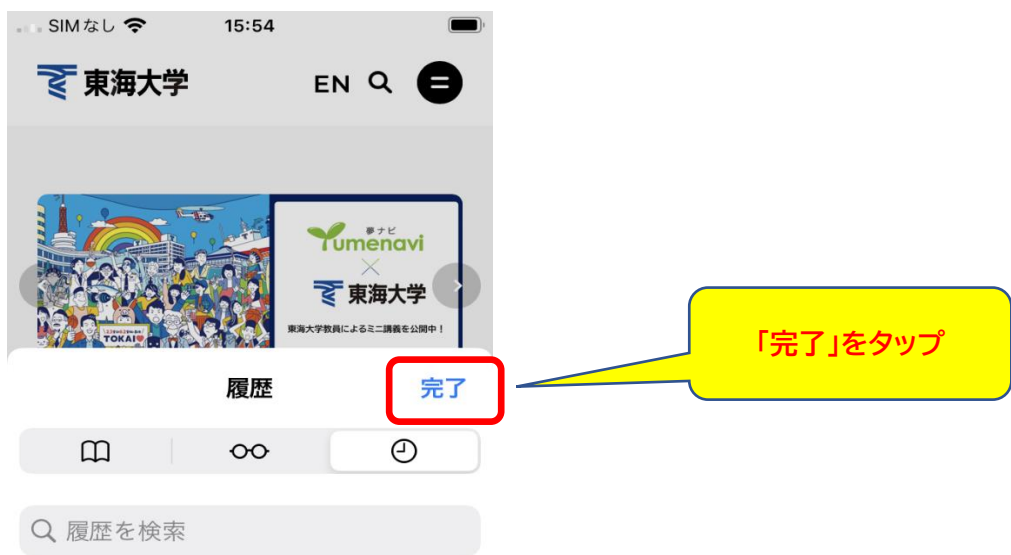 SIMなし 15:54
東海大学 EN
夢ナビ
Yumenavi
東海大学
東海大学教員によるミニ講義を公開中！
TOKAI
履歴 完了
「完了」をタップ
履歴を検索